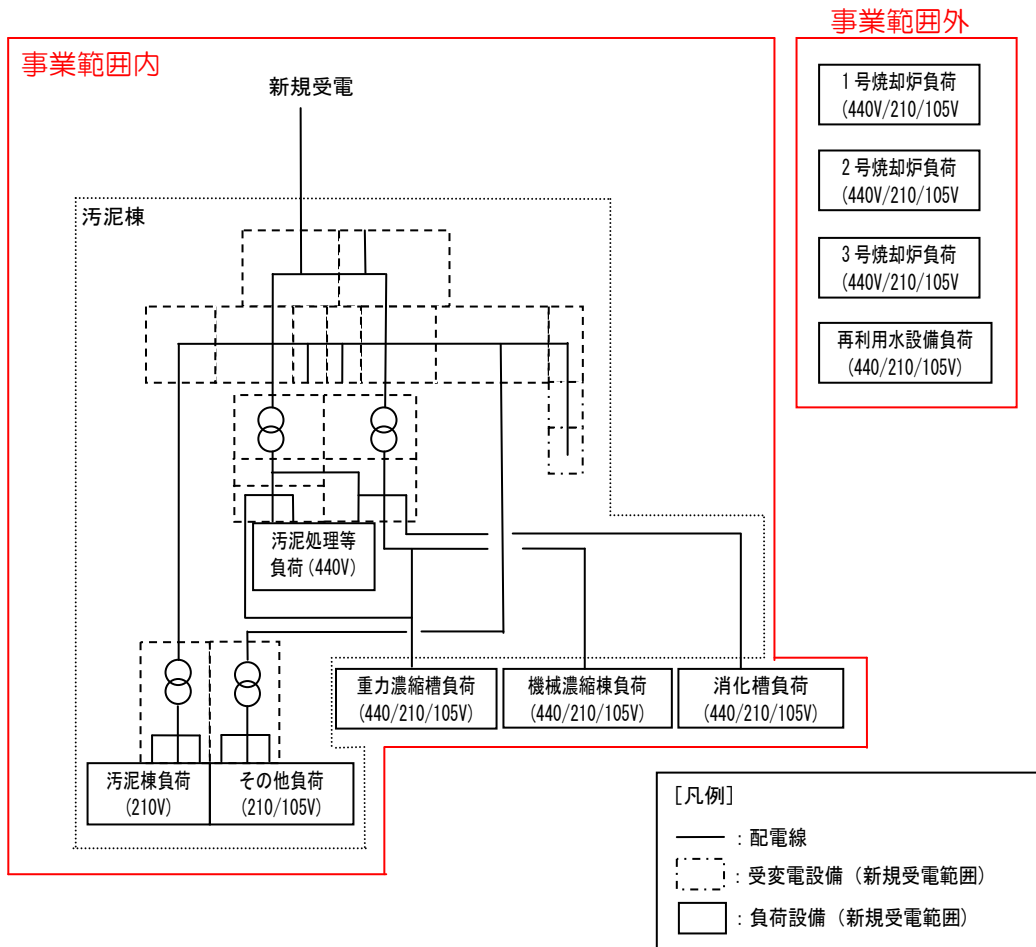 事業範囲外
事業範囲内
新規受電
1号焼却炉負荷
(440V/210/105V
2号焼却炉負荷
(440V/210/105V
3号焼却炉負荷
(440V/210/105V
再利用水設備負荷
(440/210/105V)
汚泥棟
汚泥処理等
負荷(440V)
重力濃縮槽負荷
(440/210/105V)
機械濃縮棟負荷
(440/210/105V)
消化槽負荷
(440/210/105V)
汚泥棟負荷
(210V)
その他負荷
(210/105V)
[凡例]
：配電線
：受変電設備（新規受電範囲）
：負荷設備（新規受電範囲）